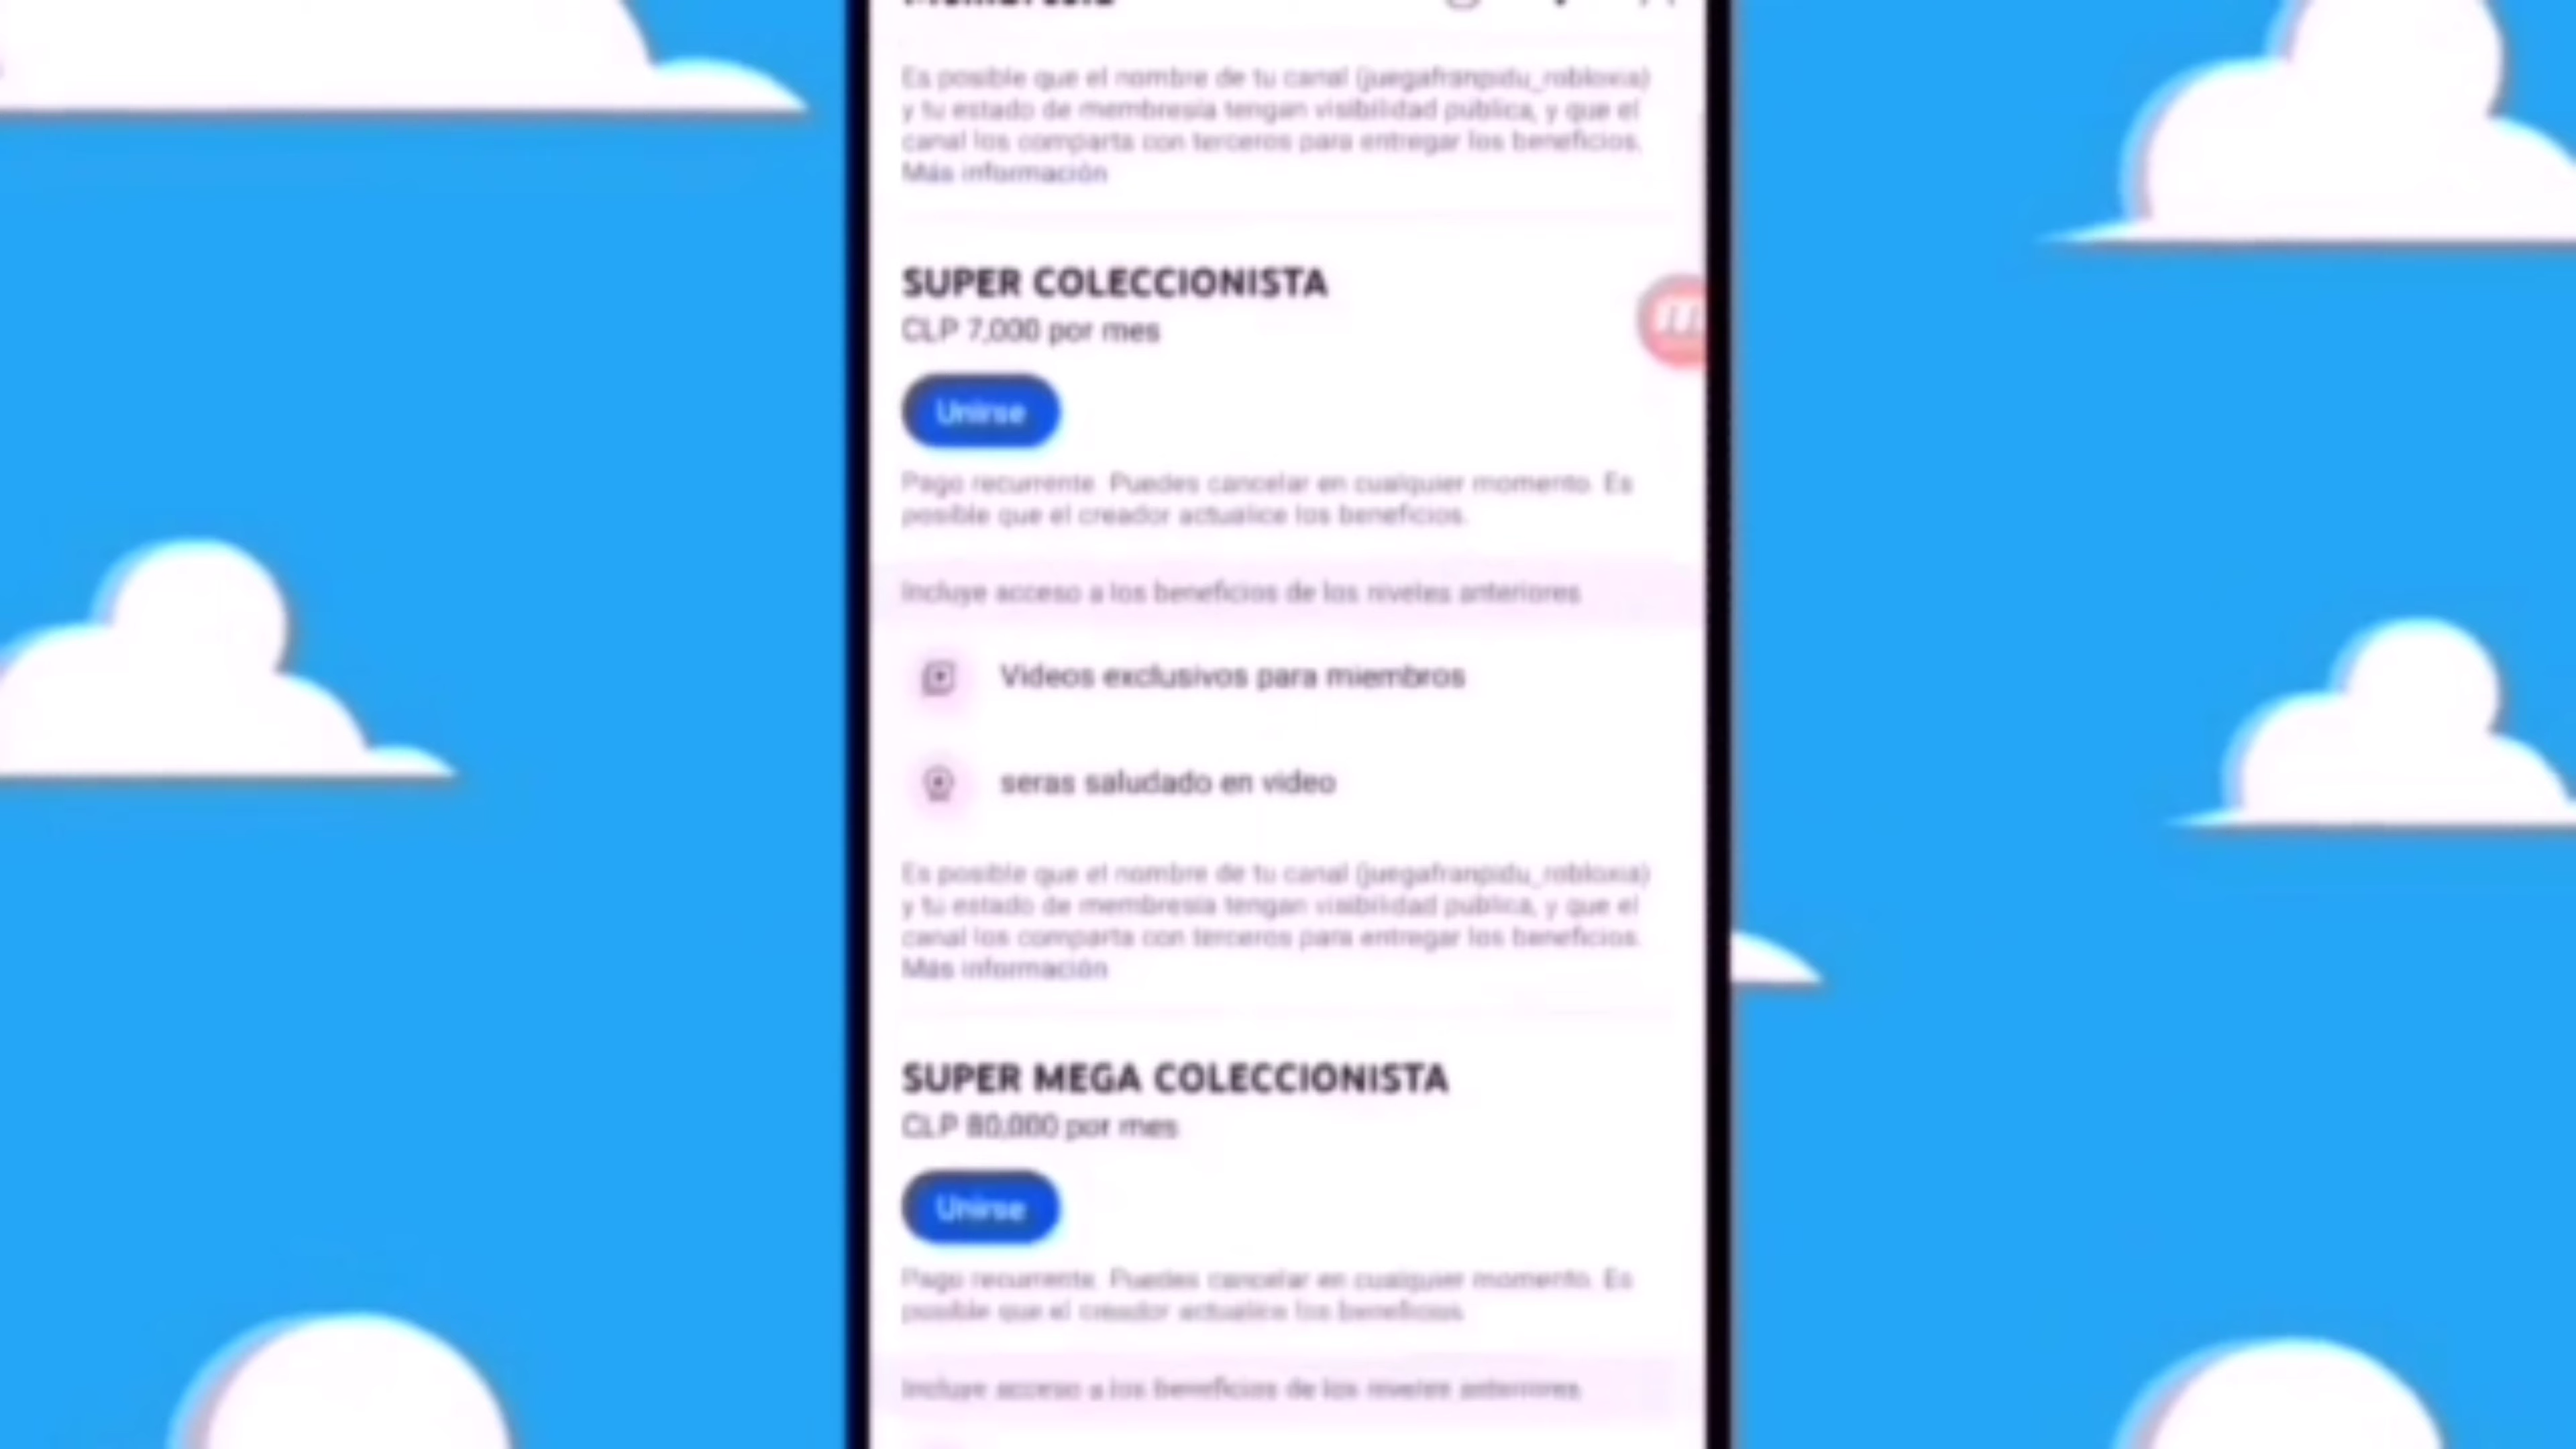 Es posible que el nombre de tu canal (juegafranpidu_robloxia)
y tu estado de membresía tengan visibilidad pública, y que el
canal los comparta con terceros para entregar los beneficios.
Más información
SUPER COLECCIONISTA
CLP 7,000 por mes
Unirse
Pago recurrente. Puedes cancelar en cualquier momento. Es
posible que el creador actualice los beneficios.
Incluye acceso a los beneficios de los niveles anteriores
Videos exclusivos para miembros
seras saludado en video
Es posible que el nombre de tu canal (juegafranpidu_robloxia)
y tu estado de membresía tengan visibilidad pública, y que el
canal los comparta con terceros para entregar los beneficios.
Más información
SUPER MEGA COLECCIONISTA
CLP 80,000 por mes
Unirse
Pago recurrente. Puedes cancelar en cualquier momento. Es
posible que el creador actualice los beneficios.
Incluye acceso a los beneficios de los niveles anteriores